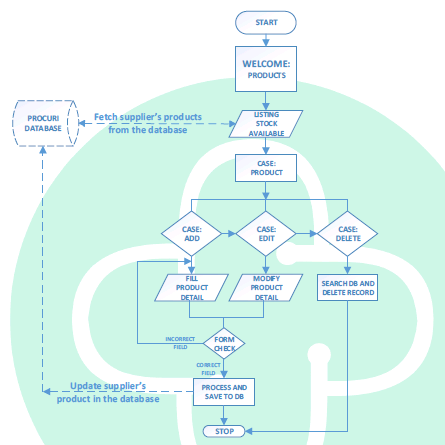 START
WELCOME:
PRODUCTS
Fetch supplier's products
from the database
PROCURI
DATABASE
LISTING
STOCK
AVAILABLE
CASE:
PRODUCT
CASE:
ADD
CASE:
EDIT
CASE:
DELETE
FILL
PRODUCT
DETAIL
MODIFY
PRODUCT
DETAIL
SEARCH DB AND
DELETE RECORD
INCORRECT
FIELD
FORM
CHECK
CORRECT
FIELD
Update supplier's
product in the database
PROCESS AND
SAVE TO DB
STOP